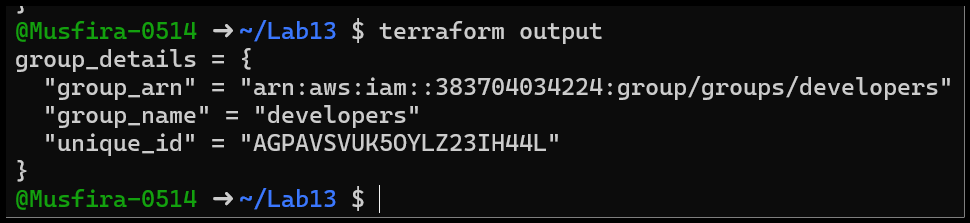 }
@Musfira-0514 ➜ ~/Lab13 $ terraform output
group_details = {
  "group_arn" = "arn:aws:iam::383704034224:group/groups/developers"
  "group_name" = "developers"
  "unique_id" = "AGPAVSVUK5OYLZ23IH44L"
}
@Musfira-0514 ➜ ~/Lab13 $